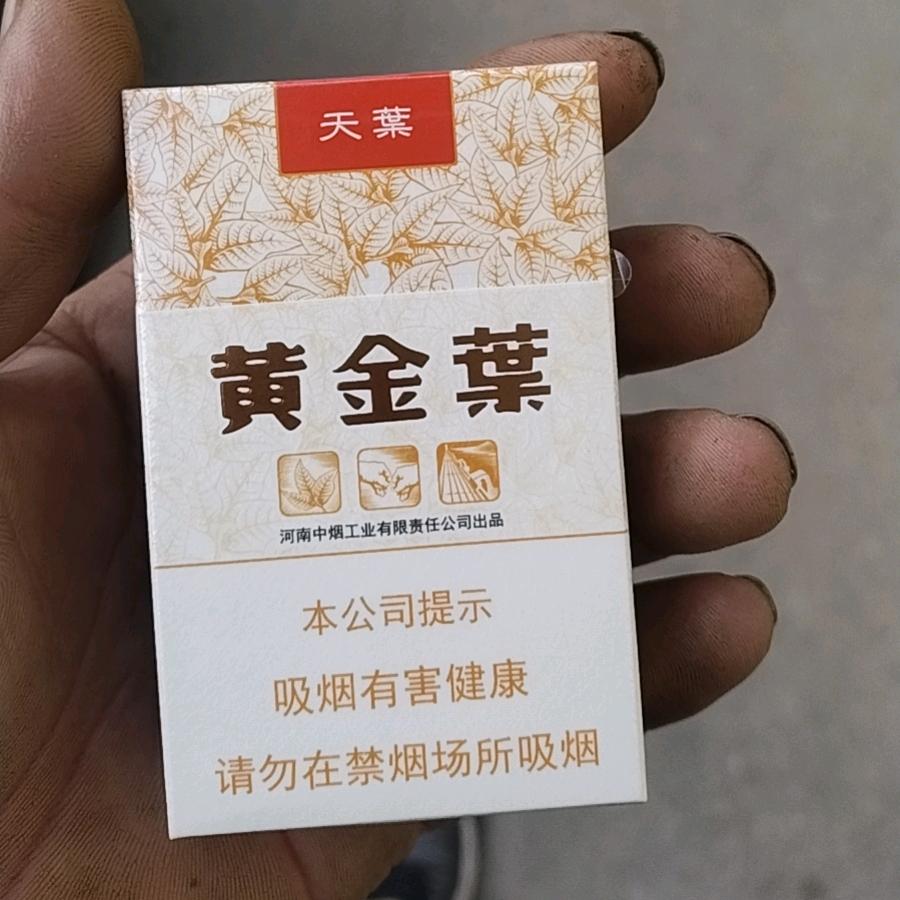 天葉
黄金葉
河南中烟工业有限责任公司出品
本公司提示
吸烟有害健康
请勿在禁烟场所吸烟